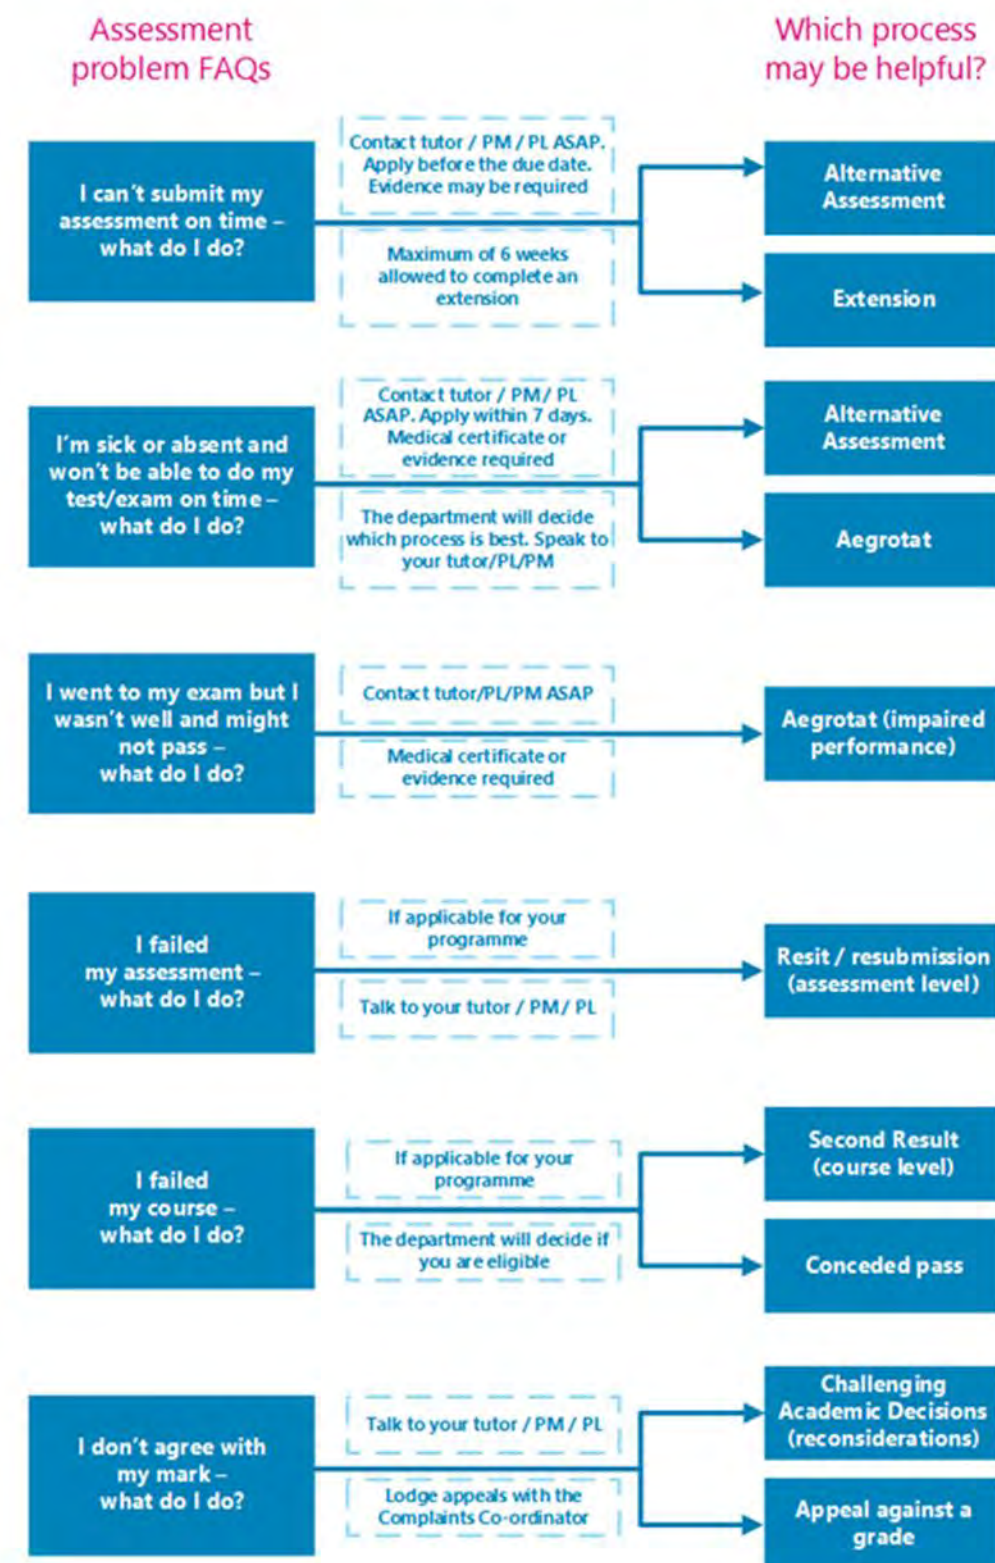 Assessment
problem FAQs
Which process
may be helpful?
I can't submit my
assessment on time –
what do I do?
Contact tutor / PM / PL ASAP.
Apply before the due date.
Evidence may be required
Maximum of 6 weeks
allowed to complete an
extension
Alternative
Assessment
Extension
I'm sick or absent and
won't be able to do my
test/exam on time –
what do I do?
Contact tutor / PM/ PL
ASAP. Apply within 7 days.
Medical certificate or
evidence required
The department will decide
which process is best. Speak to
your tutor/PL/PM
Alternative
Assessment
Aegrotat
I went to my exam but I
wasn't well and might
not pass –
what do I do?
Contact tutor/PL/PM ASAP
Medical certificate or
evidence required
Aegrotat (impaired
performance)
I failed
my assessment –
what do I do?
If applicable for your
programme
Talk to your tutor / PM/ PL
Resit / resubmission
(assessment level)
I failed
my course –
what do I do?
If applicable for your
programme
The department will decide if
you are eligible
Second Result
(course level)
Conceded pass
I don't agree with
my mark –
what do I do?
Talk to your tutor / PM / PL
Lodge appeals with the
Complaints Co-ordinator
Challenging
Academic Decisions
(reconsiderations)
Appeal against a
grade